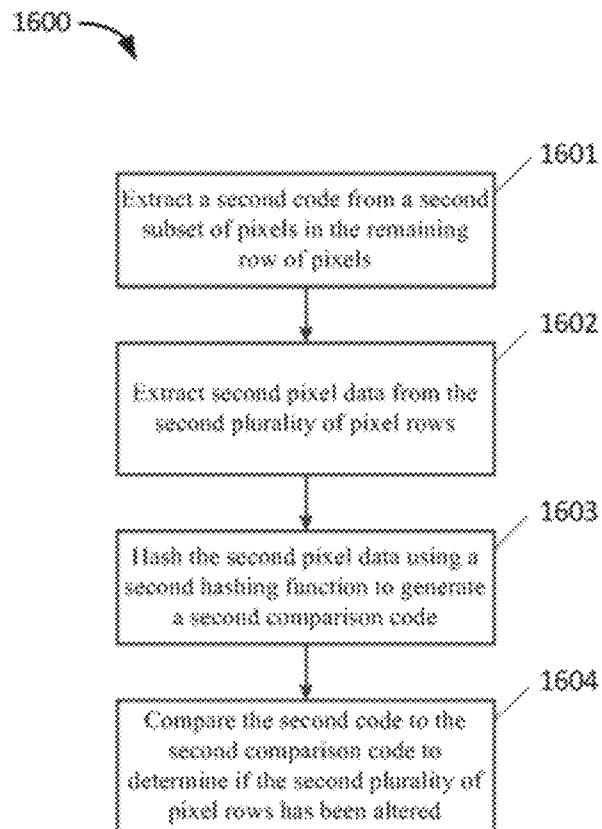 1600
1601
Extract a second code from a second
subset of pixels in the remaining
row of pixels
1602
Extract second pixel data from the
second plurality of pixel rows
1603
Hash the second pixel data using a
second hashing function to generate
a second comparison code
1604
Compare the second code to the
second comparison code to
determine if the second plurality of
pixel rows has been altered